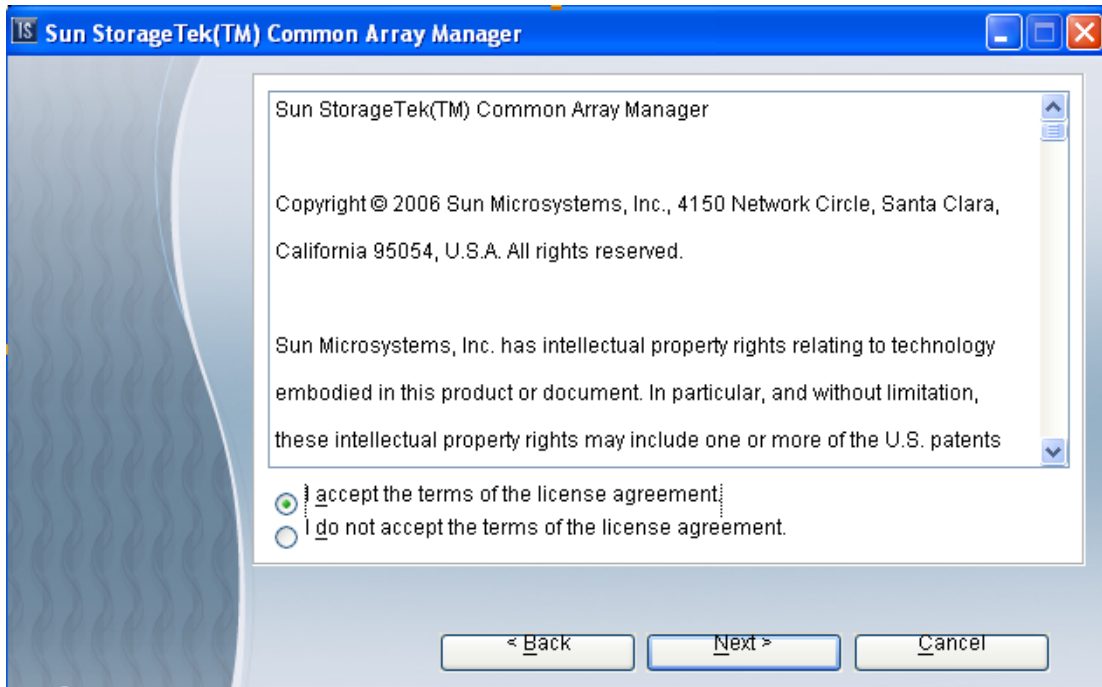 IS Sun StorageTek(TM) Common Array Manager
Sun StorageTek(TM) Common Array Manager
Copyright © 2006 Sun Microsystems, Inc., 4150 Network Circle, Santa Clara,
California 95054, U.S.A. All rights reserved.
Sun Microsystems, Inc. has intellectual property rights relating to technology
embodied in this product or document. In particular, and without limitation,
these intellectual property rights may include one or more of the U.S. patents
I accept the terms of the license agreement.
I do not accept the terms of the license agreement.
< Back
Next >
Cancel